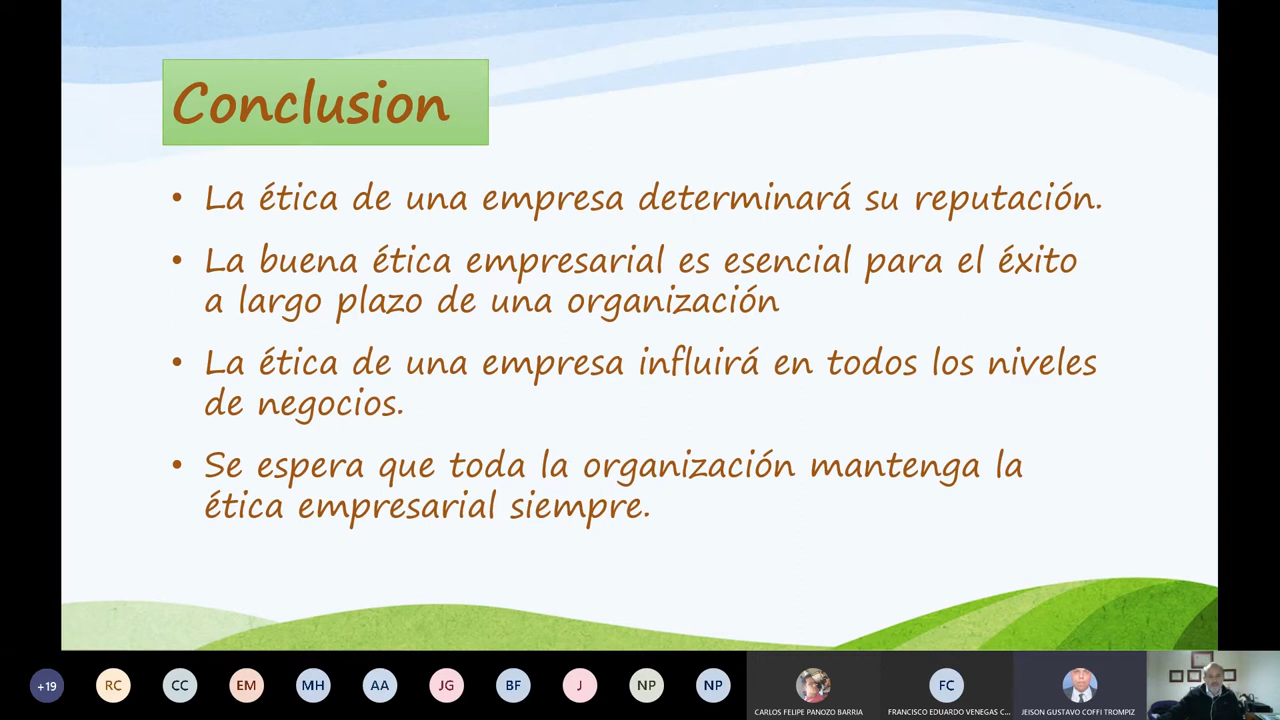 Conclusion
• La ética de una empresa determinará su reputación.
• La buena ética empresarial es esencial para el éxito
a largo plazo de una organización
• La ética de una empresa influirá en todos los niveles
de negocios.
• Se espera que toda la organización mantenga la
ética empresarial siempre.
+19 RC CC EM MH AA JG BF J NP NP FC
CARLOS FELIPE PANOZO BARRIA FRANCISCO EDUARDO VENEGAS C... JEISON GUSTAVO COFFI TROMPIZ